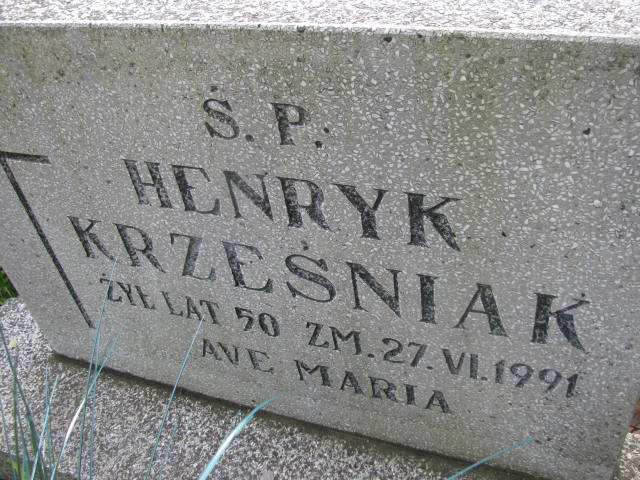 Ś.P.
HENRYK
KRZEŚNIAK
ŻYŁ LAT 50 ZM. 27. VI. 1991
AVE MARIA